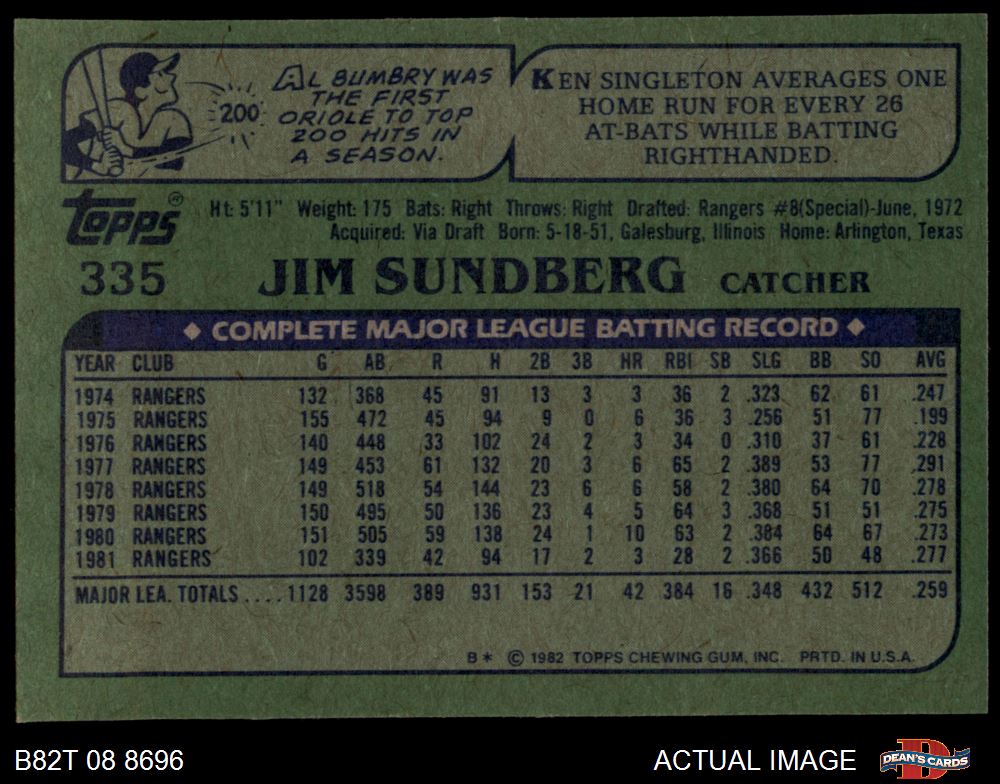 200
AL BUMBRY WAS
THE FIRST
ORIOLE TO TOP
200 HITS IN
A SEASON.
KEN SINGLETON AVERAGES ONE
HOME RUN FOR EVERY 26
AT-BATS WHILE BATTING
RIGHTHANDED.
Topps®
Ht: 5'11" Weight: 175 Bats: Right Throws: Right Drafted: Rangers #8(Special)-June, 1972
Acquired: Via Draft Born: 5-18-51, Galesburg, Illinois Home: Arlington, Texas
335 JIM SUNDBERG CATCHER
◆ COMPLETE MAJOR LEAGUE BATTING RECORD ◆
YEAR CLUB G AB R H 2B 3B HR RBI SB SLG BB SO AVG
1974 RANGERS 132 368 45 91 13 3 3 36 2 .323 62 61 .247
1975 RANGERS 155 472 45 94 9 0 6 36 3 .256 51 77 .199
1976 RANGERS 140 448 33 102 24 2 3 34 0 .310 37 61 .228
1977 RANGERS 149 453 61 132 20 3 6 65 2 .389 53 77 .291
1978 RANGERS 149 518 54 144 23 6 6 58 2 .380 64 70 .278
1979 RANGERS 150 495 50 136 23 4 5 64 3 .368 51 51 .275
1980 RANGERS 151 505 59 138 24 1 10 63 2 .384 64 67 .273
1981 RANGERS 102 339 42 94 17 2 3 28 2 .366 50 48 .277
MAJOR LEA. TOTALS .... 1128 3598 389 931 153 21 42 384 16 .348 432 512 .259
B* © 1982 TOPPS CHEWING GUM, INC. PRTD. IN U.S.A.
B82T 08 8696
ACTUAL IMAGE
DEAN'S CARDS